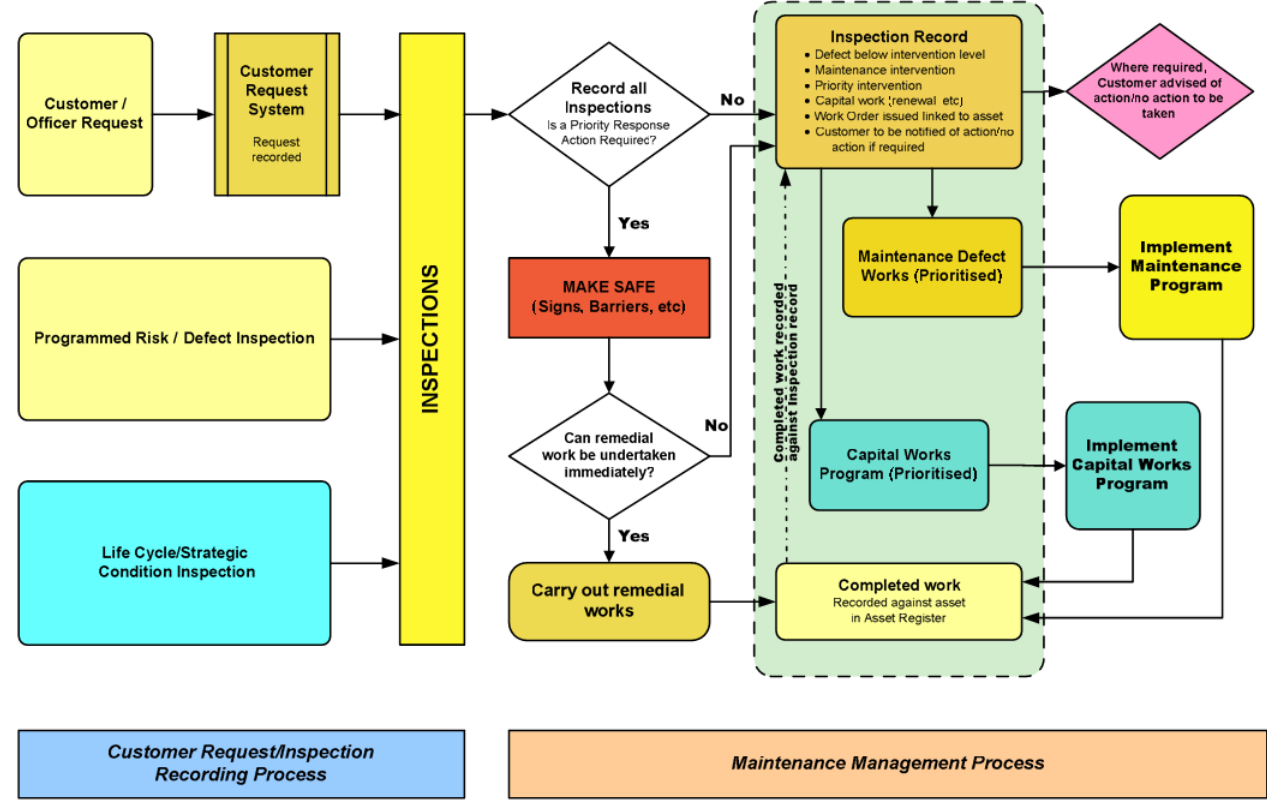 Customer /
Officer Request
Customer
Request
System
Request
recorded
Programmed Risk / Defect Inspection
Life Cycle/Strategic
Condition Inspection
INSPECTIONS
Record all
Inspections
Is a Priority Response
Action Required?
No
Yes
MAKE SAFE
(Signs, Barriers, etc)
Can remedial
work be undertaken
immediately?
No
Yes
Carry out remedial
works
Inspection Record
• Defect below intervention level
• Maintenance intervention
• Priority intervention
• Capital work (renewal etc)
• Work Order issued linked to asset
• Customer to be notified of action/no
action if required
Where required,
Customer advised of
action/no action to be
taken
Maintenance Defect
Works (Prioritised)
Implement
Maintenance
Program
Completed work recorded
against Inspection record
Capital Works
Program (Prioritised)
Implement
Capital Works
Program
Completed work
Recorded against asset
in Asset Register
Customer Request/Inspection
Recording Process
Maintenance Management Process